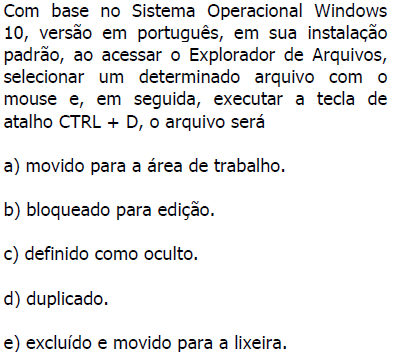 Com base no Sistema Operacional Windows
10, versão em português, em sua instalação
padrão, ao acessar o Explorador de Arquivos,
selecionar um determinado arquivo com o
mouse e, em seguida, executar a tecla de
atalho CTRL + D, o arquivo será
a) movido para a área de trabalho.
b) bloqueado para edição.
c) definido como oculto.
d) duplicado.
e) excluído e movido para a lixeira.